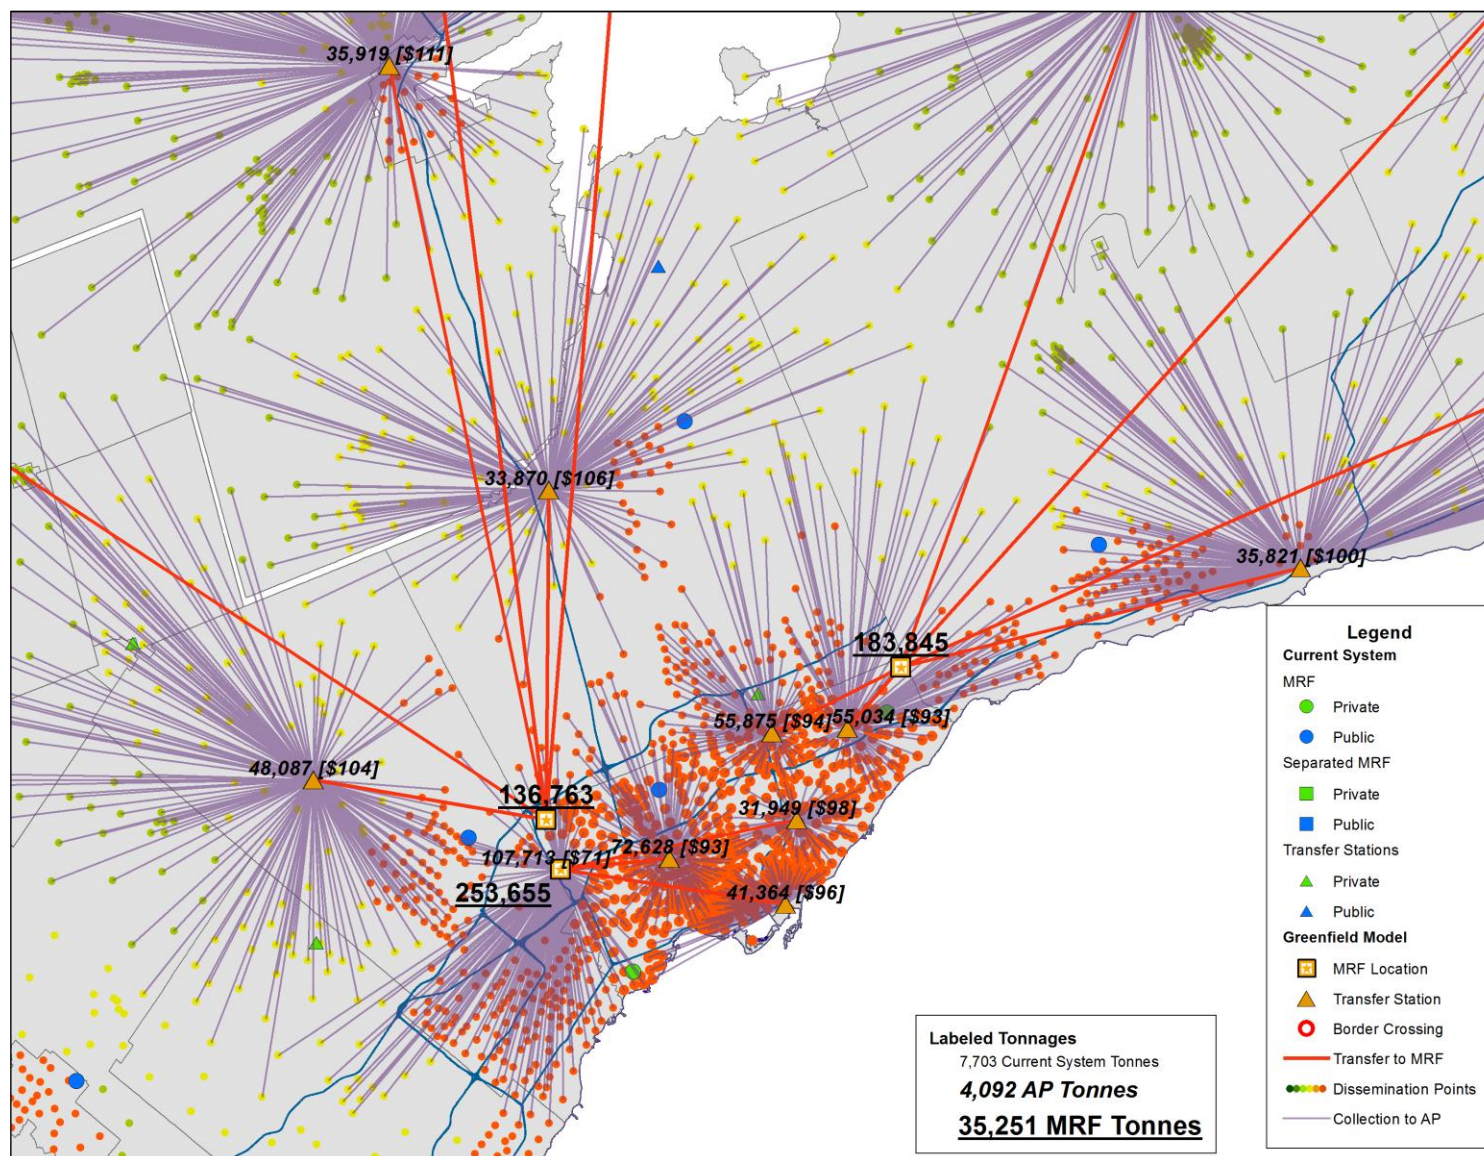 35,919 [$111]
33,870 [$106]
35,821 [$100]
183,845
55,875 [$94]
55,034 [$93]
48,087 [$104]
136,763
31,949 [$98]
72,628 [$93]
107,713 [$71]
253,655
41,364 [$96]
Legend
Current System
MRF
Private
Public
Separated MRF
Private
Public
Transfer Stations
Private
Public
Greenfield Model
MRF Location
Transfer Station
Border Crossing
Transfer to MRF
Dissemination Points
Collection to AP
Labeled Tonnages
7,703 Current System Tonnes
4,092 AP Tonnes
35,251 MRF Tonnes